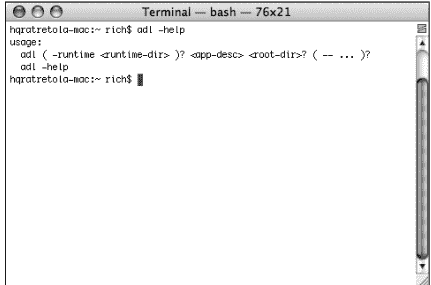 Terminal — bash — 76x21
hqratretola-mac:~ rich$ adl -help
usage:
  adl ( -runtime <runtime-dir> )? <app-desc> <root-dir>? ( -- ... )?
  adl -help
hqratretola-mac:~ rich$